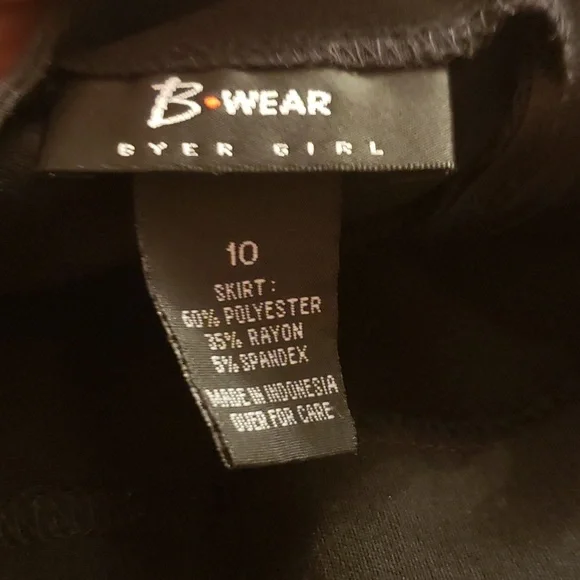 B•WEAR
BYER GIRL
10
SKIRT:
60% POLYESTER
35% RAYON
5% SPANDEX
MADE IN INDONESIA
OVER FOR CARE